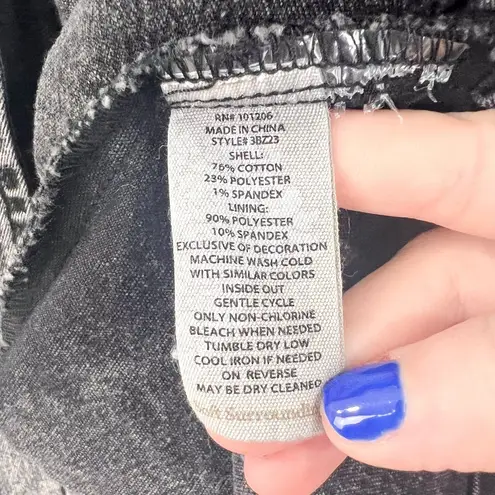 RN# 101206
MADE IN CHINA
STYLE# 3BZ23
SHELL:
76% COTTON
23% POLYESTER
1% SPANDEX
LINING:
90% POLYESTER
10% SPANDEX
EXCLUSIVE OF DECORATION
MACHINE WASH COLD
WITH SIMILAR COLORS
INSIDE OUT
GENTLE CYCLE
ONLY NON-CHLORINE
BLEACH WHEN NEEDED
TUMBLE DRY LOW
COOL IRON IF NEEDED
ON REVERSE
MAY BE DRY CLEANED